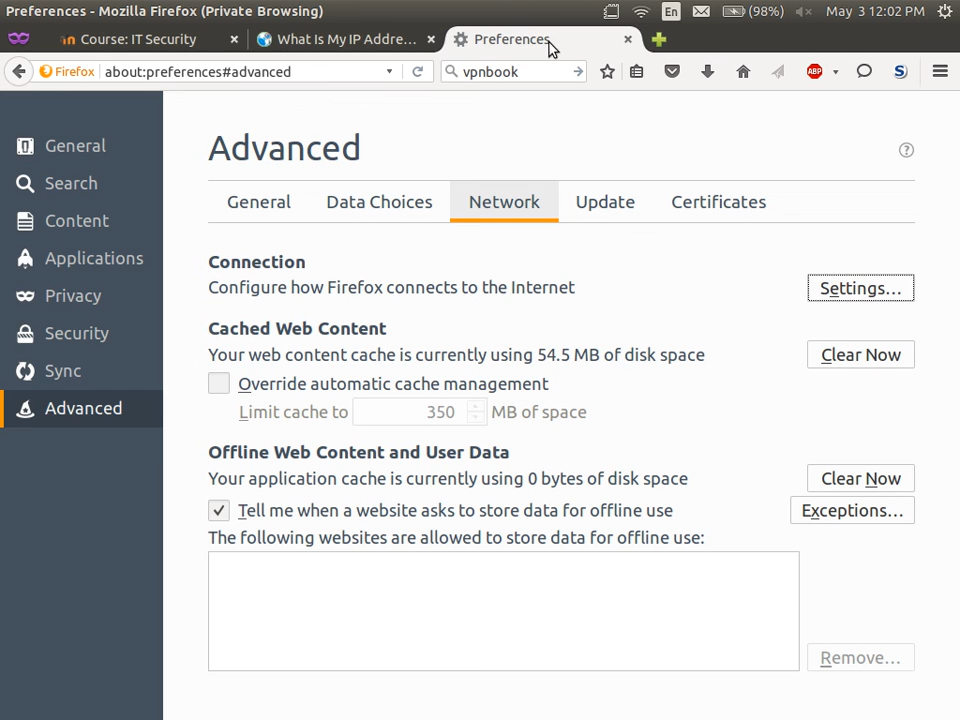 Preferences - Mozilla Firefox (Private Browsing)
En
(98%)
May 3 12:02 PM
Course: IT Security
What Is My IP Addre...
Preferences
Firefox
about:preferences#advanced
vpnbook
ABP
S
General
Search
Content
Applications
Privacy
Security
Sync
Advanced
Advanced
?
General
Data Choices
Network
Update
Certificates
Connection
Configure how Firefox connects to the Internet
Settings...
Cached Web Content
Your web content cache is currently using 54.5 MB of disk space
Clear Now
Override automatic cache management
Limit cache to
350
MB of space
Offline Web Content and User Data
Your application cache is currently using 0 bytes of disk space
Clear Now
Tell me when a website asks to store data for offline use
Exceptions...
The following websites are allowed to store data for offline use:
Remove...